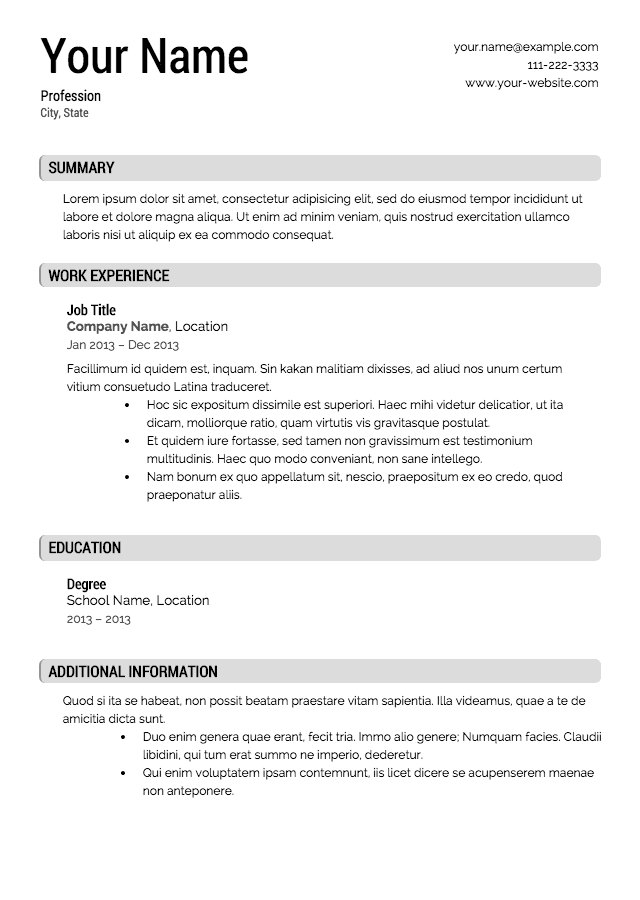 Your Name
your.name@example.com
111-222-3333
www.your-website.com
Profession
City, State
SUMMARY
Lorem ipsum dolor sit amet, consectetur adipisicing elit, sed do eiusmod tempor incididunt ut
labore et dolore magna aliqua. Ut enim ad minim veniam, quis nostrud exercitation ullamco
laboris nisi ut aliquip ex ea commodo consequat.
WORK EXPERIENCE
Job Title
Company Name, Location
Jan 2013 – Dec 2013
Facillimum id quidem est, inquam. Sin kakan malitiam dixisses, ad aliud nos unum certum
vitium consuetudo Latina traduceret.
• Hoc sic expositum dissimile est superiori. Haec mihi videtur delicatior, ut ita
dicam, molliorque ratio, quam virtutis vis gravitasque postulat.
• Et quidem iure fortasse, sed tamen non gravissimum est testimonium
multitudinis. Haec quo modo conveniant, non sane intellego.
• Nam bonum ex quo appellatum sit, nescio, praepositum ex eo credo, quod
praeponatur aliis.
EDUCATION
Degree
School Name, Location
2013 – 2013
ADDITIONAL INFORMATION
Quod si ita se habeat, non possit beatam praestare vitam sapientia. Illa videamus, quae a te de
amicitia dicta sunt.
• Duo enim genera quae erant, fecit tria. Immo alio genere; Numquam facies. Claudii
libidini, qui tum erat summo ne imperio, dederetur.
• Qui enim voluptatem ipsam contemnunt, iis licet dicere se acupenserem maenae
non anteponere.